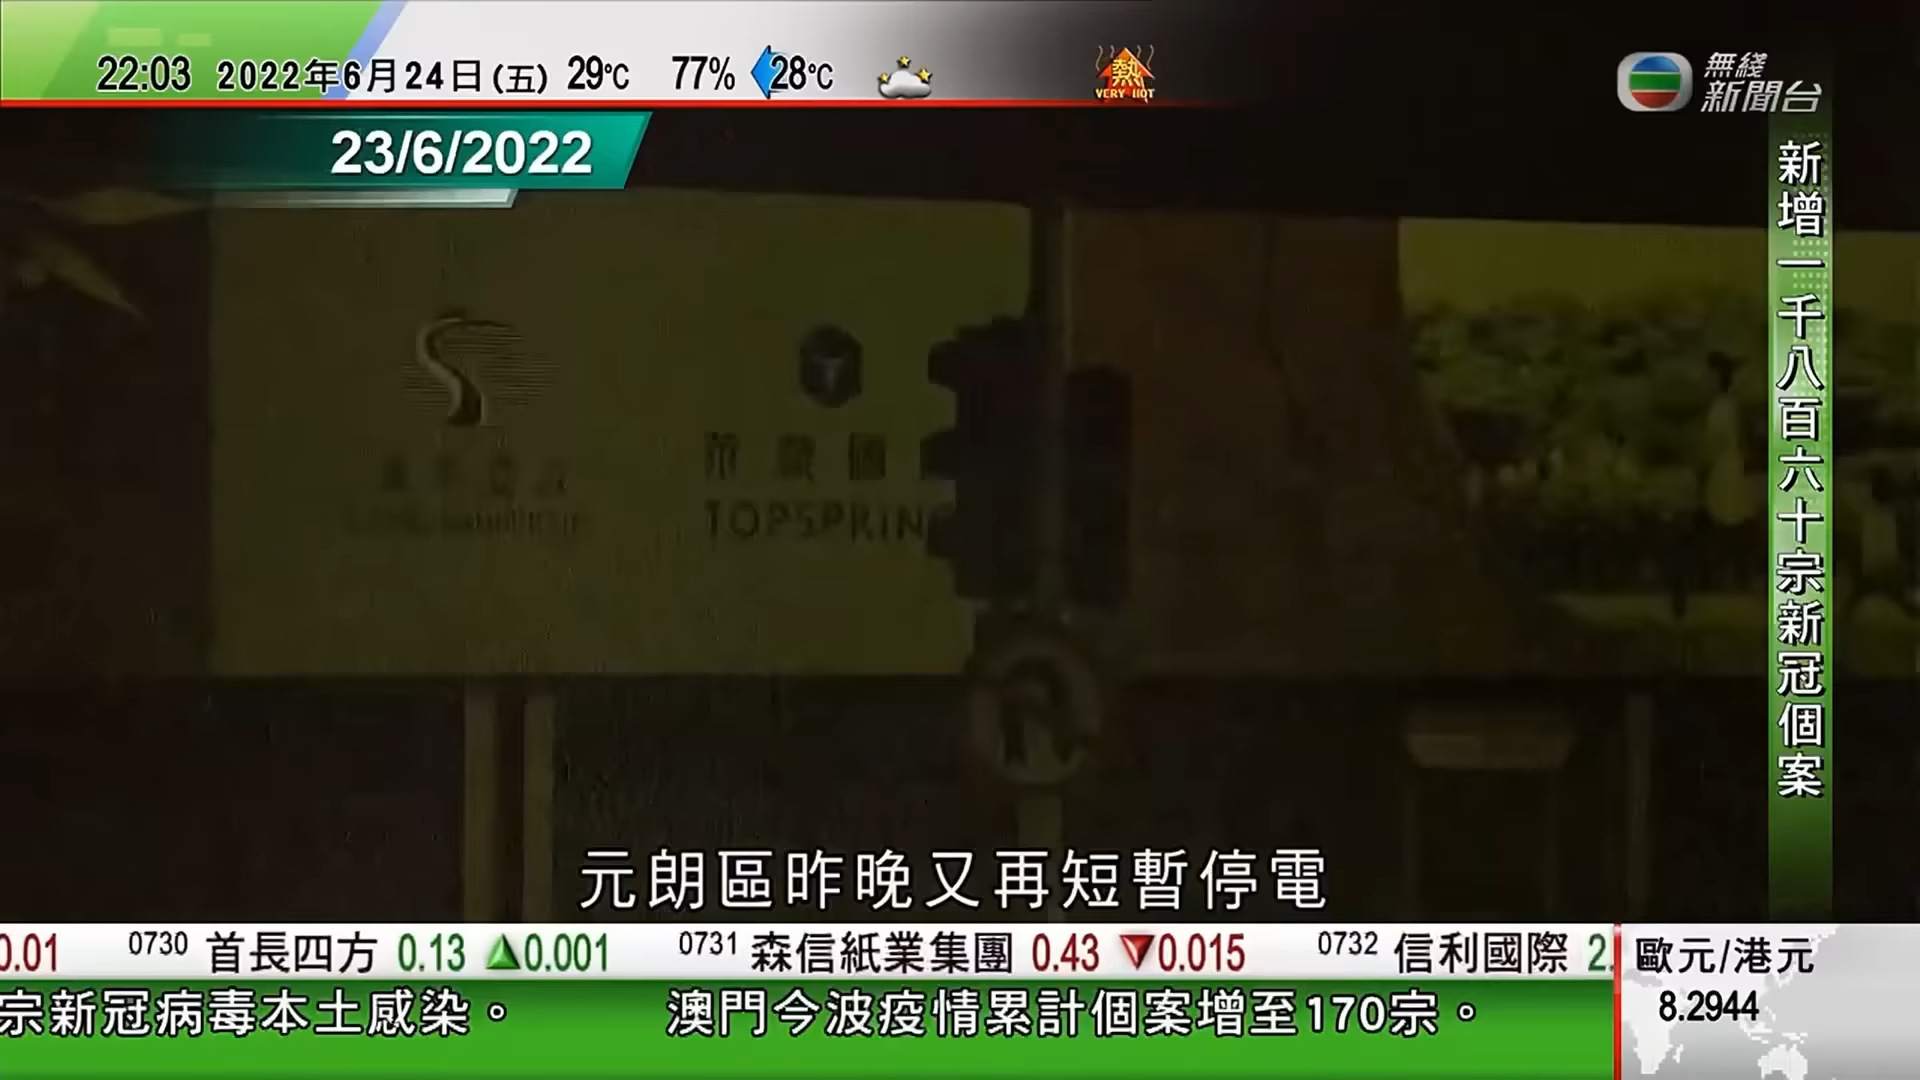 22:03 2022年6月24日(五) 29℃ 77% 28℃
VERY HOT
熱
無綫
新聞台
23/6/2022
新增一千八百六十宗新冠個案
TOPSPRIN
元朗區昨晚又再短暫停電
0.01 0730 首長四方 0.13 ▲0.001 0731 森信紙業集團 0.43 ▼0.015 0732 信利國際 2.
歐元/港元
8.2944
宗新冠病毒本土感染。 澳門今波疫情累計個案增至170宗。